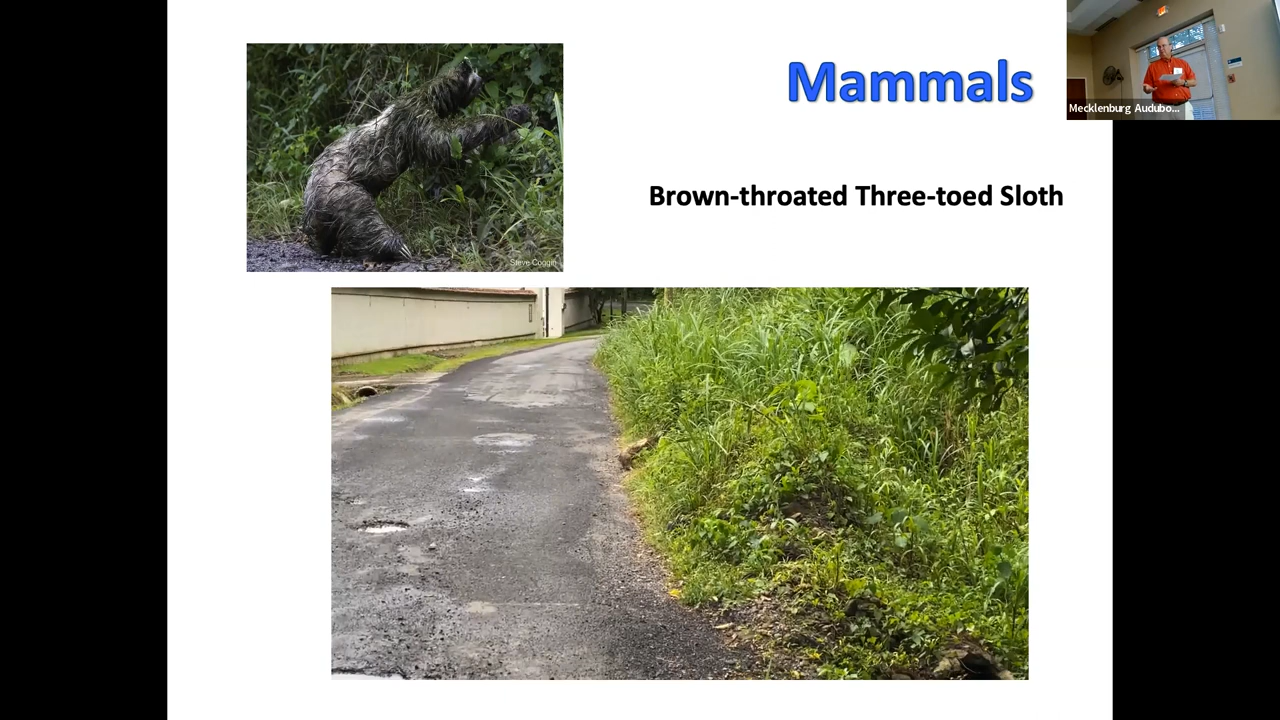 Mammals
Mecklenburg Audubo...
Brown-throated Three-toed Sloth
Steve Coggin